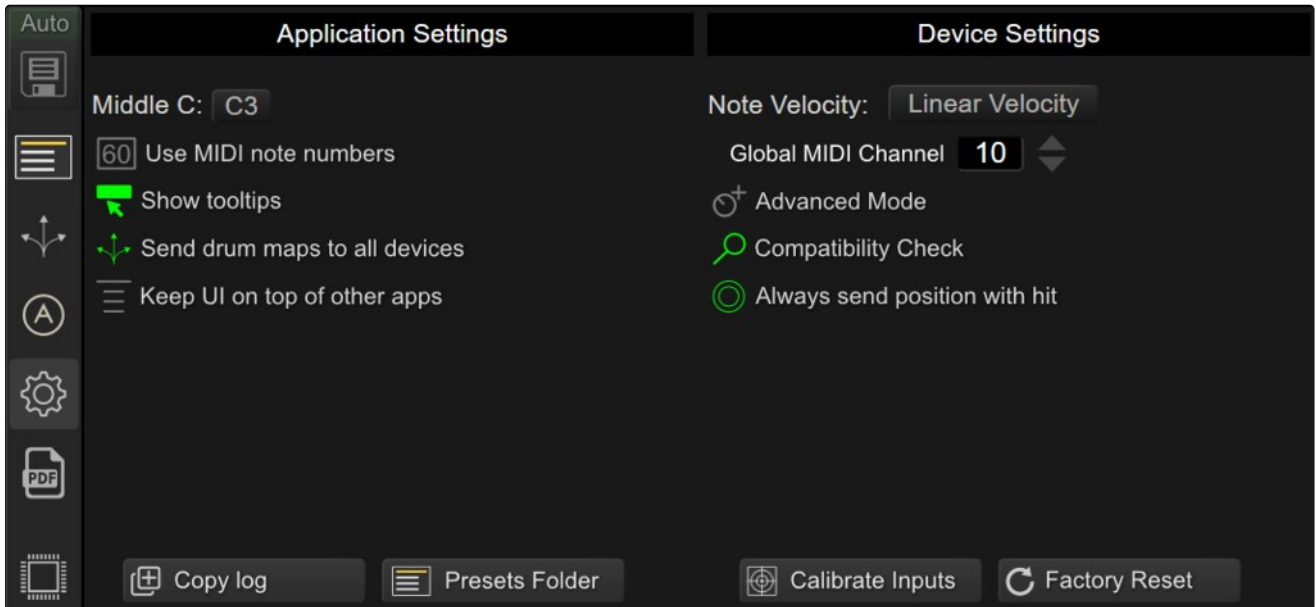 Auto
Application Settings
Device Settings
Middle C: C3
Note Velocity: Linear Velocity
60 Use MIDI note numbers
Global MIDI Channel 10
Show tooltips
Advanced Mode
Send drum maps to all devices
Compatibility Check
Keep UI on top of other apps
Always send position with hit
A
PDF
Copy log
Presets Folder
Calibrate Inputs
Factory Reset